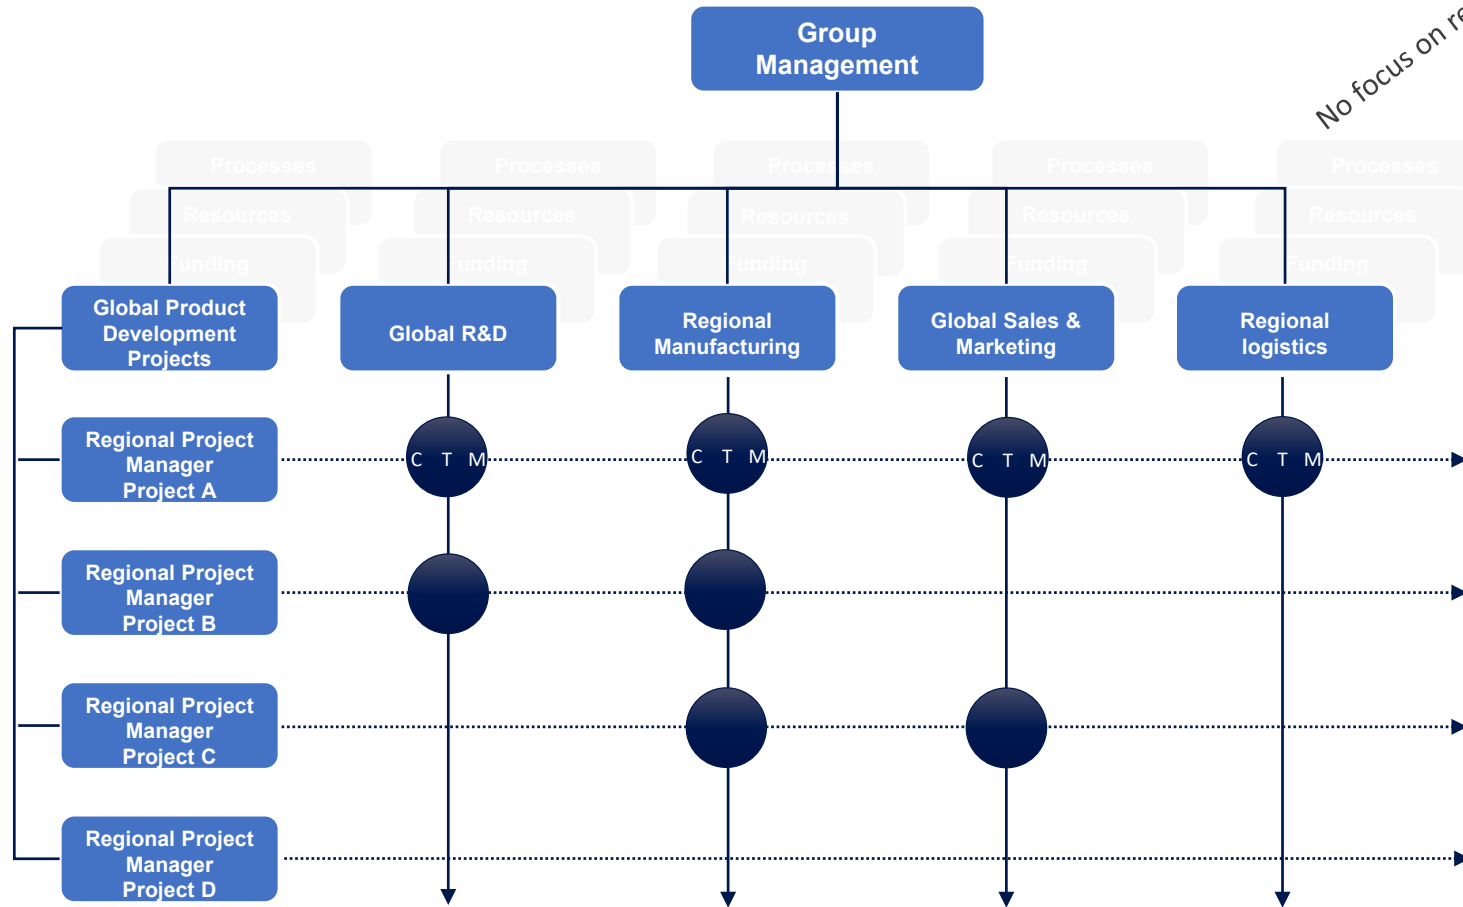 Group
Management
No focus on
Processes
Processes
Processes
Processes
Processes
Resources
Resources
Resources
Resources
Resources
Funding
Funding
Funding
Funding
Funding
Global Product
Development
Projects
Global R&D
Regional
Manufacturing
Global Sales &
Marketing
Regional
logistics
Regional Project
Manager
Project A
C T M
C T M
C T M
C T M
Regional Project
Manager
Project B
Regional Project
Manager
Project C
Regional Project
Manager
Project D